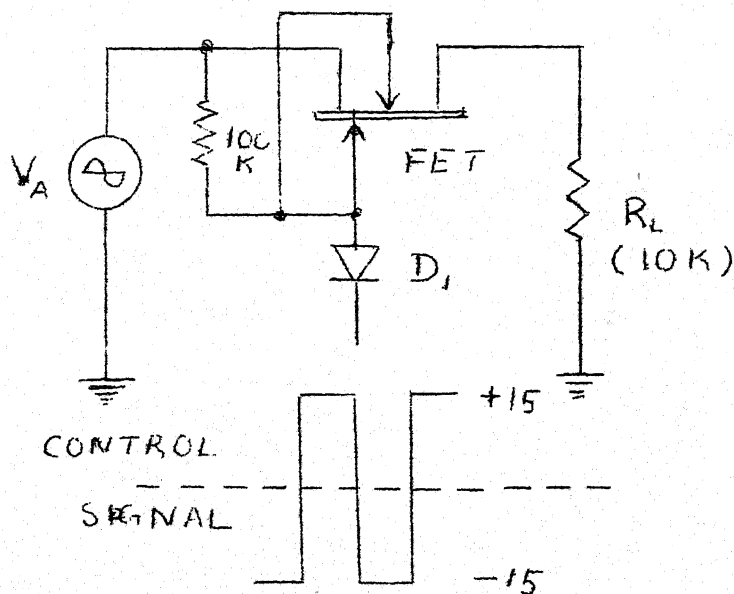 100
K
FET
V_A
D_1
R_L
(10K)
+15
CONTROL
SIGNAL
-15